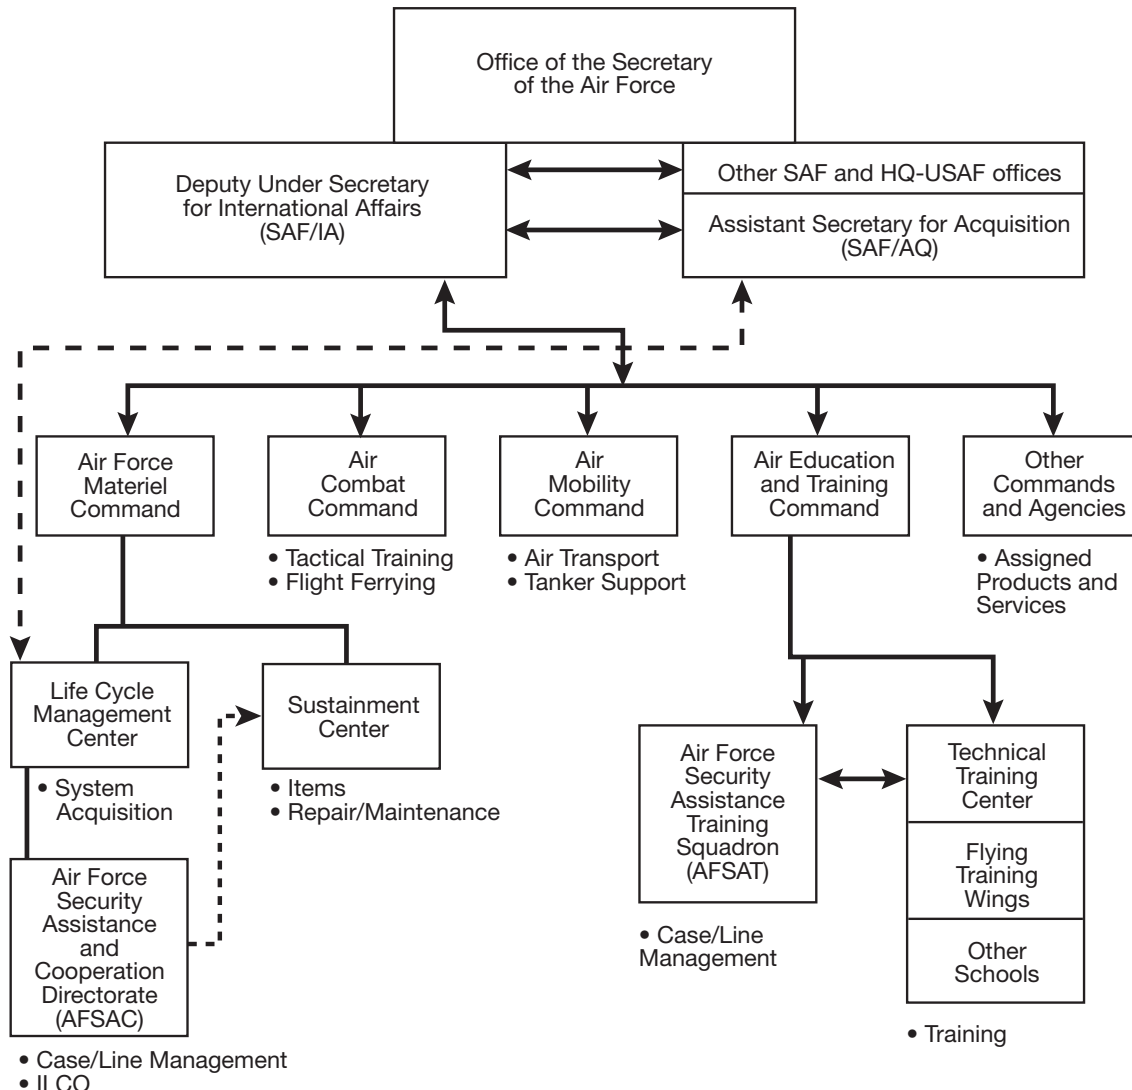 Office of the Secretary
of the Air Force
Deputy Under Secretary
for International Affairs
(SAF/IA)
Other SAF and HQ-USAF offices
Assistant Secretary for Acquisition
(SAF/AQ)
Air Force
Materiel
Command
Air
Combat
Command
Air
Mobility
Command
Air Education
and Training
Command
Other
Commands
and Agencies
• Tactical Training
• Flight Ferrying
• Air Transport
• Tanker Support
• Assigned
Products and
Services
Life Cycle
Management
Center
Sustainment
Center
• System
Acquisition
• Items
• Repair/Maintenance
Air Force
Security
Assistance
Training
Squadron
(AFSAT)
Technical
Training
Center
Flying
Training
Wings
Other
Schools
Air Force
Security
Assistance
and
Cooperation
Directorate
(AFSAC)
• Case/Line
Management
• Training
• Case/Line Management
• ILCO